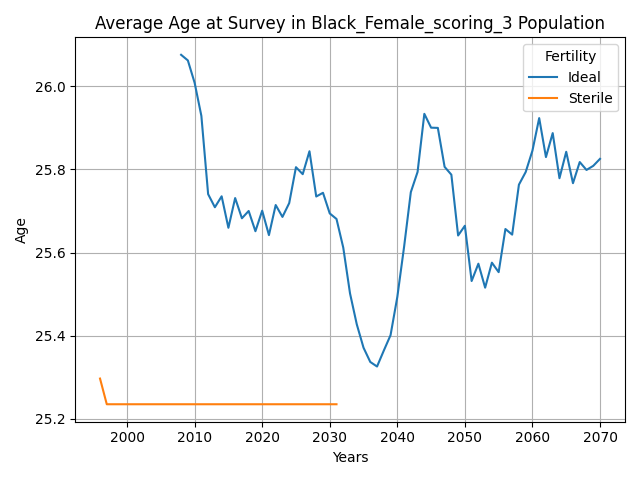 Average Age at Survey in Black_Female_scoring_3 Population
Fertility
Ideal
Sterile
26.0
25.8
25.6
25.4
25.2
Age
2000 2010 2020 2030 2040 2050 2060 2070
Years